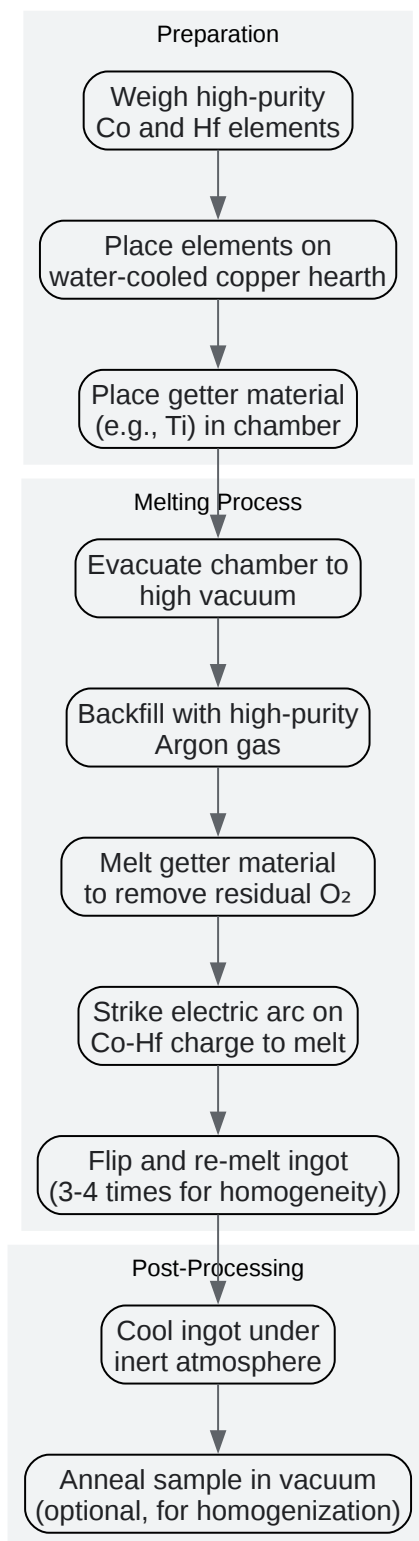 Preparation
Weigh high-purity
Co and Hf elements
Place elements on
water-cooled copper hearth
Place getter material
(e.g., Ti) in chamber
Melting Process
Evacuate chamber to
high vacuum
Backfill with high-purity
Argon gas
Melt getter material
to remove residual O₂
Strike electric arc on
Co-Hf charge to melt
Flip and re-melt ingot
(3-4 times for homogeneity)
Post-Processing
Cool ingot under
inert atmosphere
Anneal sample in vacuum
(optional, for homogenization)